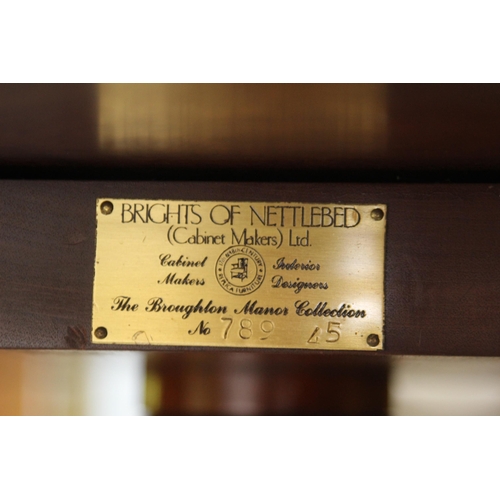 BRIGHTS OF NETTLEBED
(Cabinet Makers) Ltd.
Cabinet Makers
Interior Designers
The Broughton Manor Collection
No 789 45